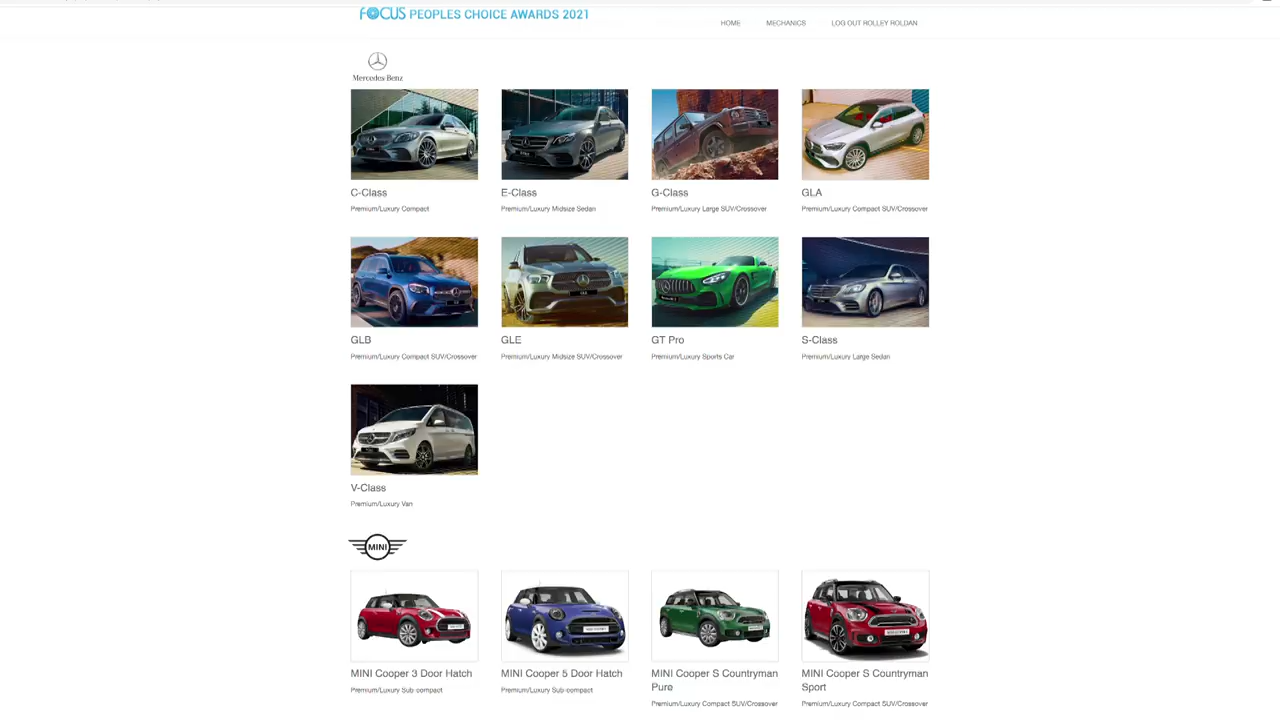 FOCUS PEOPLES CHOICE AWARDS 2021
HOME MECHANICS LOG OUT ROLLEY ROLDAN
Mercedes-Benz
C-Class E-Class G-Class GLA
Premium/Luxury Compact Premium/Luxury Midsize Sedan Premium/Luxury Large SUV/Crossover Premium/Luxury Compact SUV/Crossover
GLB GLE GT Pro S-Class
Premium/Luxury Compact SUV/Crossover Premium/Luxury Midsize SUV/Crossover Premium/Luxury Sports Car Premium/Luxury Large Sedan
V-Class
Premium/Luxury Van
MINI
MINI Cooper 3 Door Hatch MINI Cooper 5 Door Hatch MINI Cooper S Countryman Pure MINI Cooper S Countryman Sport
Premium/Luxury Sub-compact Premium/Luxury Sub-compact Premium/Luxury Compact SUV/Crossover Premium/Luxury Compact SUV/Crossover